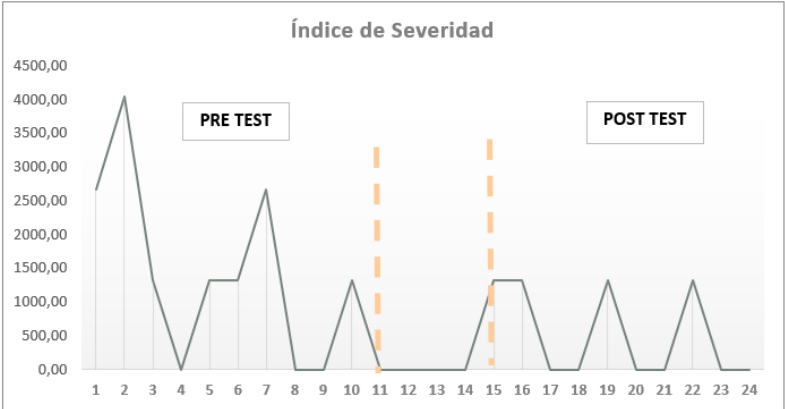 Índice de Severidad
4500,00
4000,00
3500,00
3000,00
2500,00
2000,00
1500,00
1000,00
500,00
0,00
PRE TEST
POST TEST
1 2 3 4 5 6 7 8 9 10 11 12 13 14 15 16 17 18 19 20 21 22 23 24